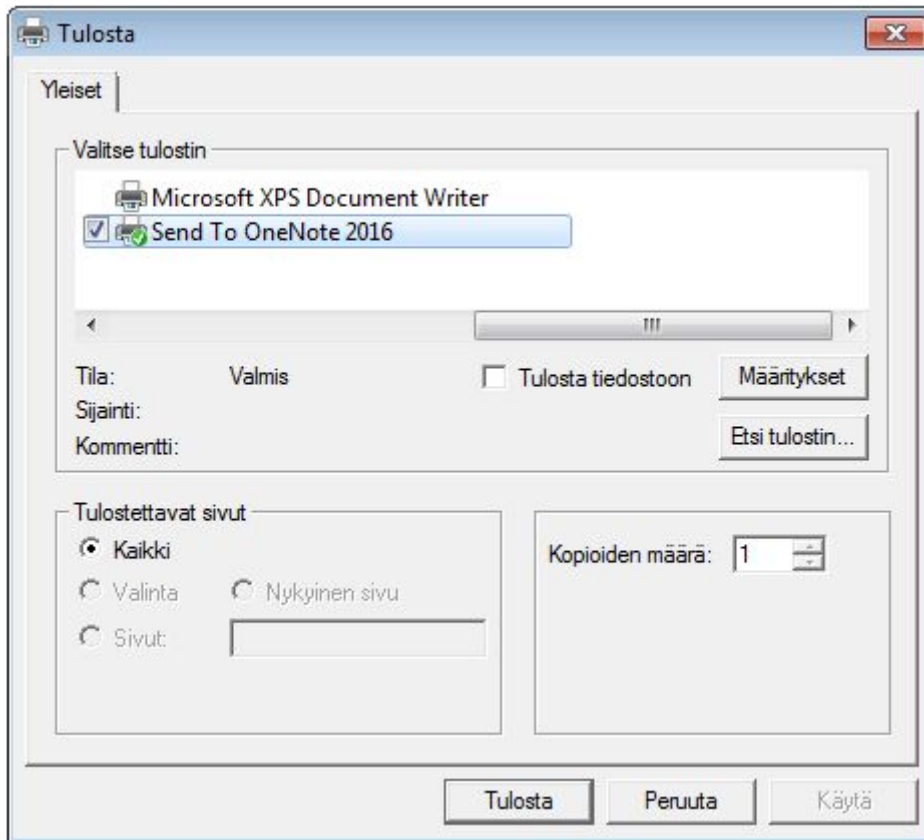 Tulosta
Yleiset
Valitse tulostin
Microsoft XPS Document Writer
Send To OneNote 2016
Tila: Valmis
Tulosta tiedostoon
Määritykset
Sijainti:
Kommentti:
Etsi tulostin...
Tulostettavat sivut
Kaikki
Valinta
Nykyinen sivu
Sivut:
Kopioiden määrä: 1
Tulosta
Peruuta
Käytä